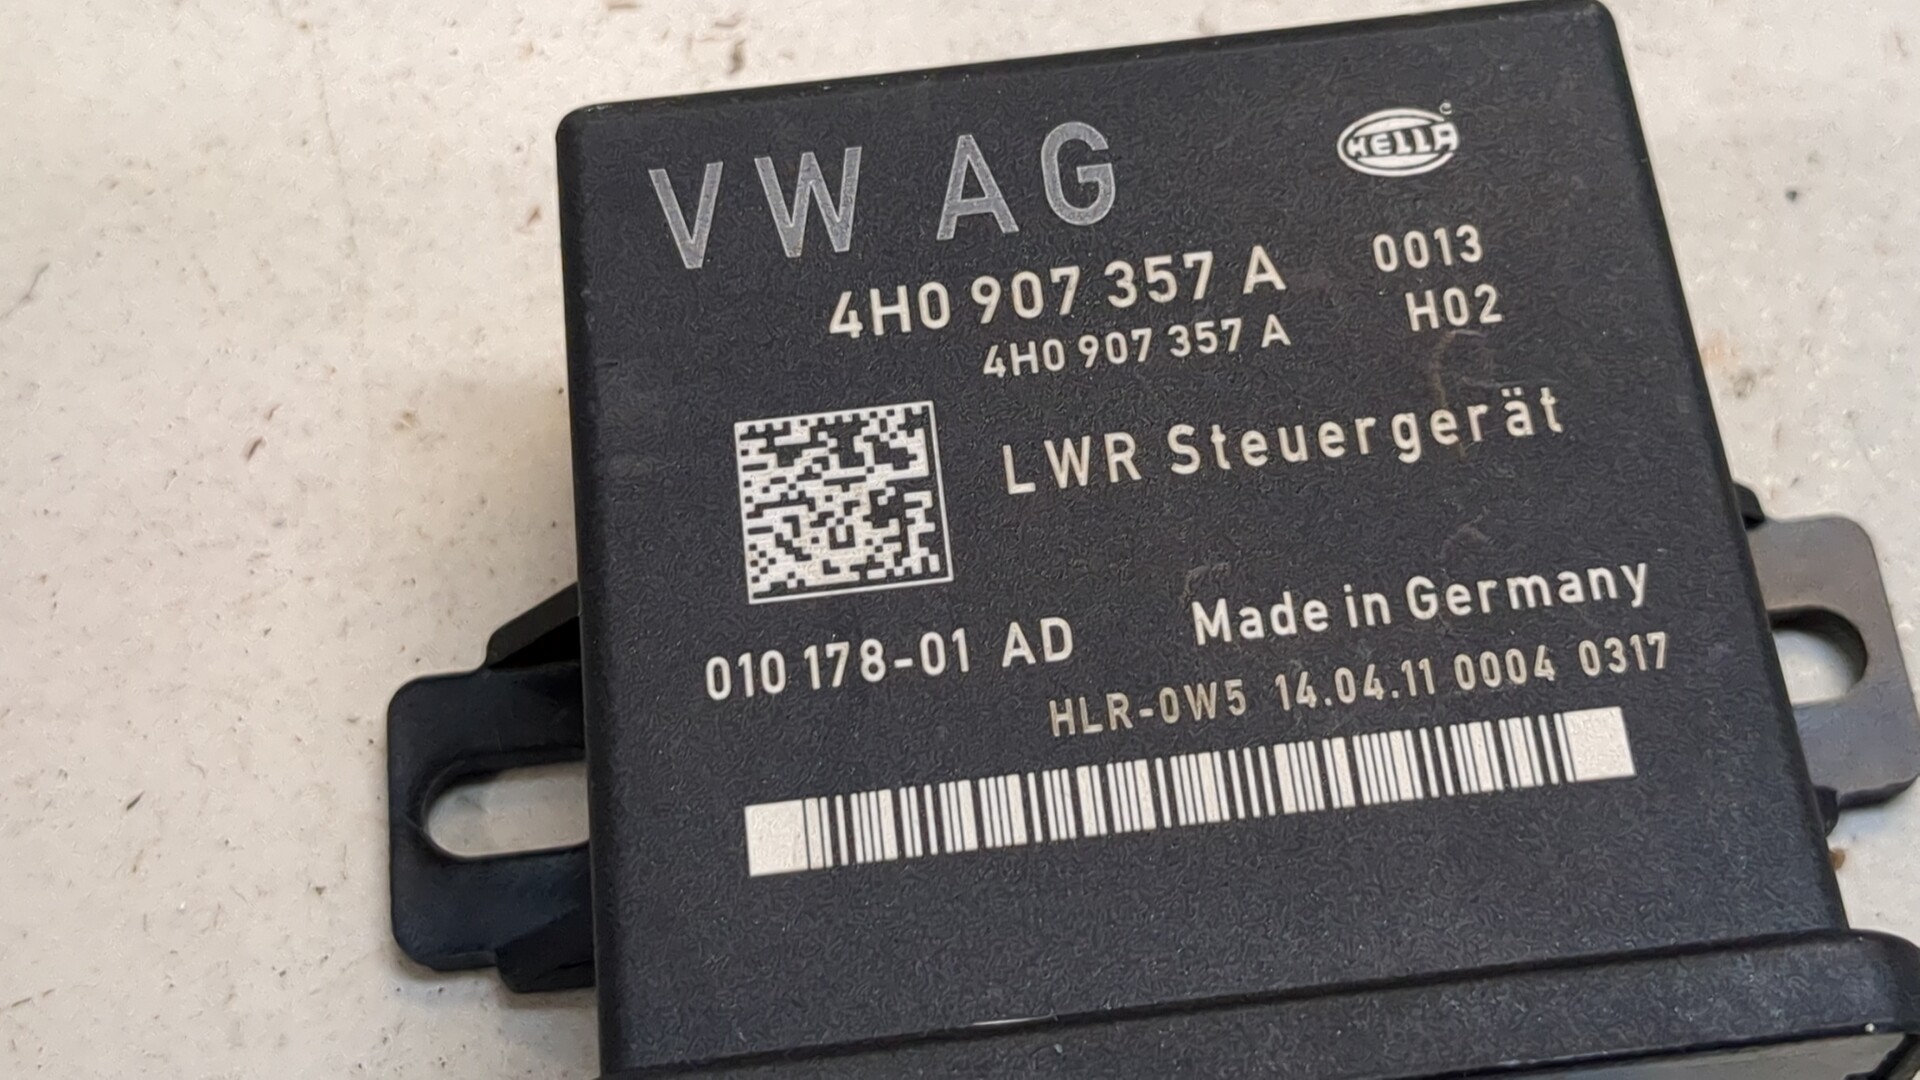 VW AG
HELLA
4H0 907 357 A 0013
4H0 907 357 A H02
LWR Steuergerät
010 178-01 AD
Made in Germany
HLR-0W5 14.04.11 0004 0317